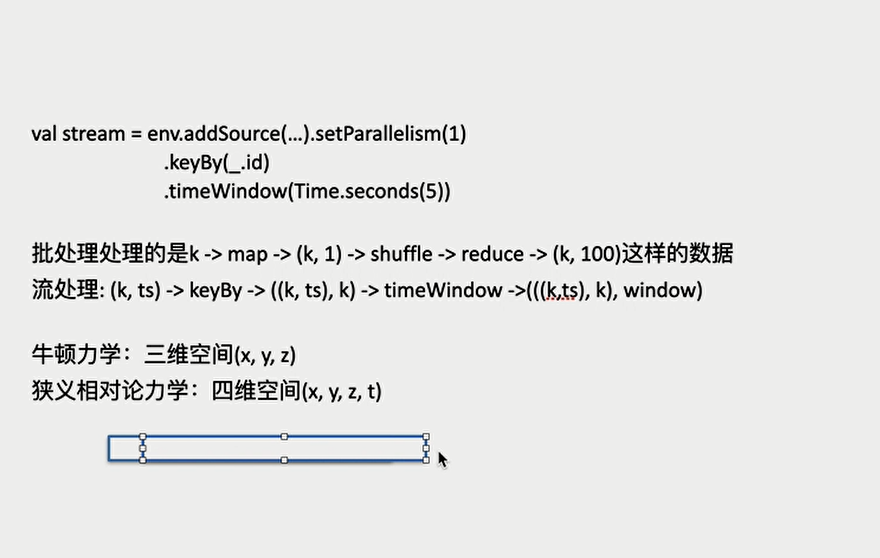 val stream = env.addSource(...).setParallelism(1)
.keyBy(_.id)
.timeWindow(Time.seconds(5))
批处理处理的是k -> map -> (k, 1) -> shuffle -> reduce -> (k, 100)这样的数据
流处理: (k, ts) -> keyBy -> ((k, ts), k) -> timeWindow ->(((k,ts), k), window)
牛顿力学：三维空间(x, y, z)
狭义相对论力学：四维空间(x, y, z, t)